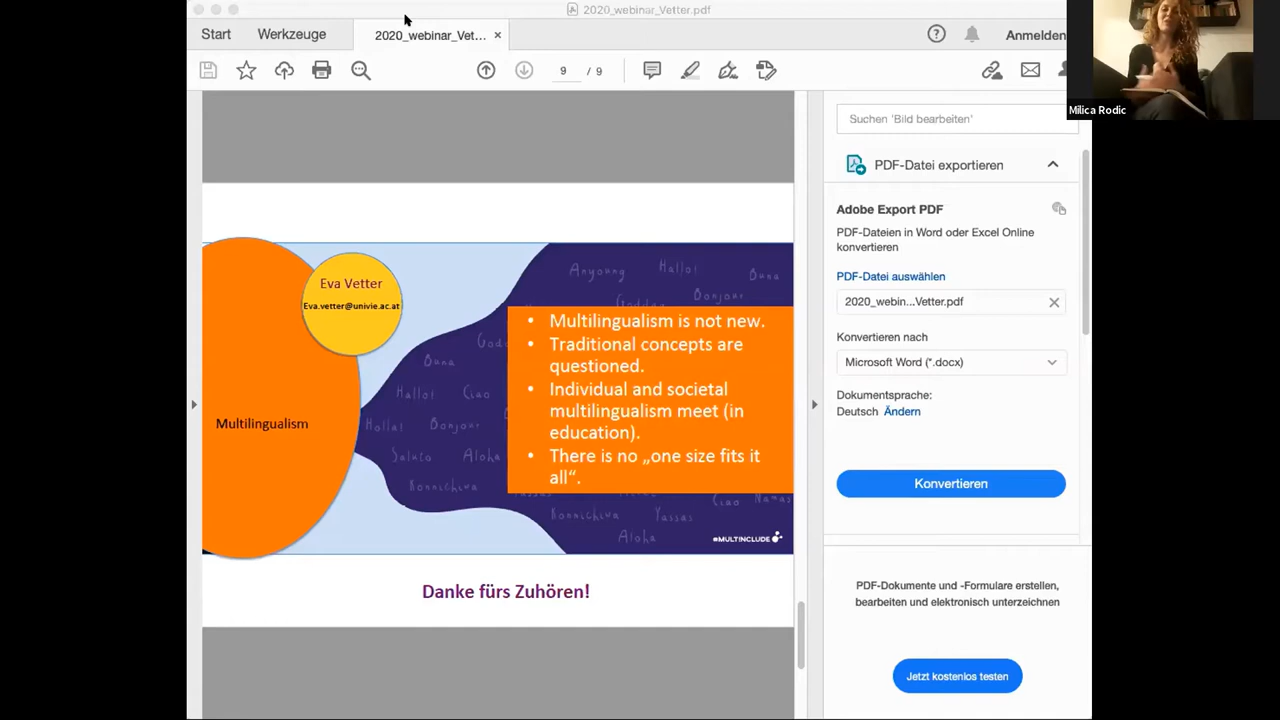 2020_webinar_Vetter.pdf
Start
Werkzeuge
2020_webinar_Vet...
Anmelden
9 / 9
Milica Rodic
Suchen 'Bild bearbeiten'
PDF-Datei exportieren
Adobe Export PDF
PDF-Dateien in Word oder Excel Online
konvertieren
PDF-Datei auswählen
2020_webin...Vetter.pdf
Konvertieren nach
Microsoft Word (*.docx)
Dokumentsprache:
Deutsch Ändern
Konvertieren
PDF-Dokumente und -Formulare erstellen,
bearbeiten und elektronisch unterzeichnen
Jetzt kostenlos testen
Eva Vetter
Eva.vetter@univie.ac.at
Multilingualism
Anyoung Hallo! Buna
Bonjour
Buna
Hallo! Ciao
Hallo! Bonjour
Saluto Aloha
Konnichiwa
• Multilingualism is not new.
• Traditional concepts are
questioned.
• Individual and societal
multilingualism meet (in
education).
• There is no „one size fits it
all“.
Ciao
Konnichiwa Yassas
Aloha
#MULTINCLUDE
Danke fürs Zuhören!